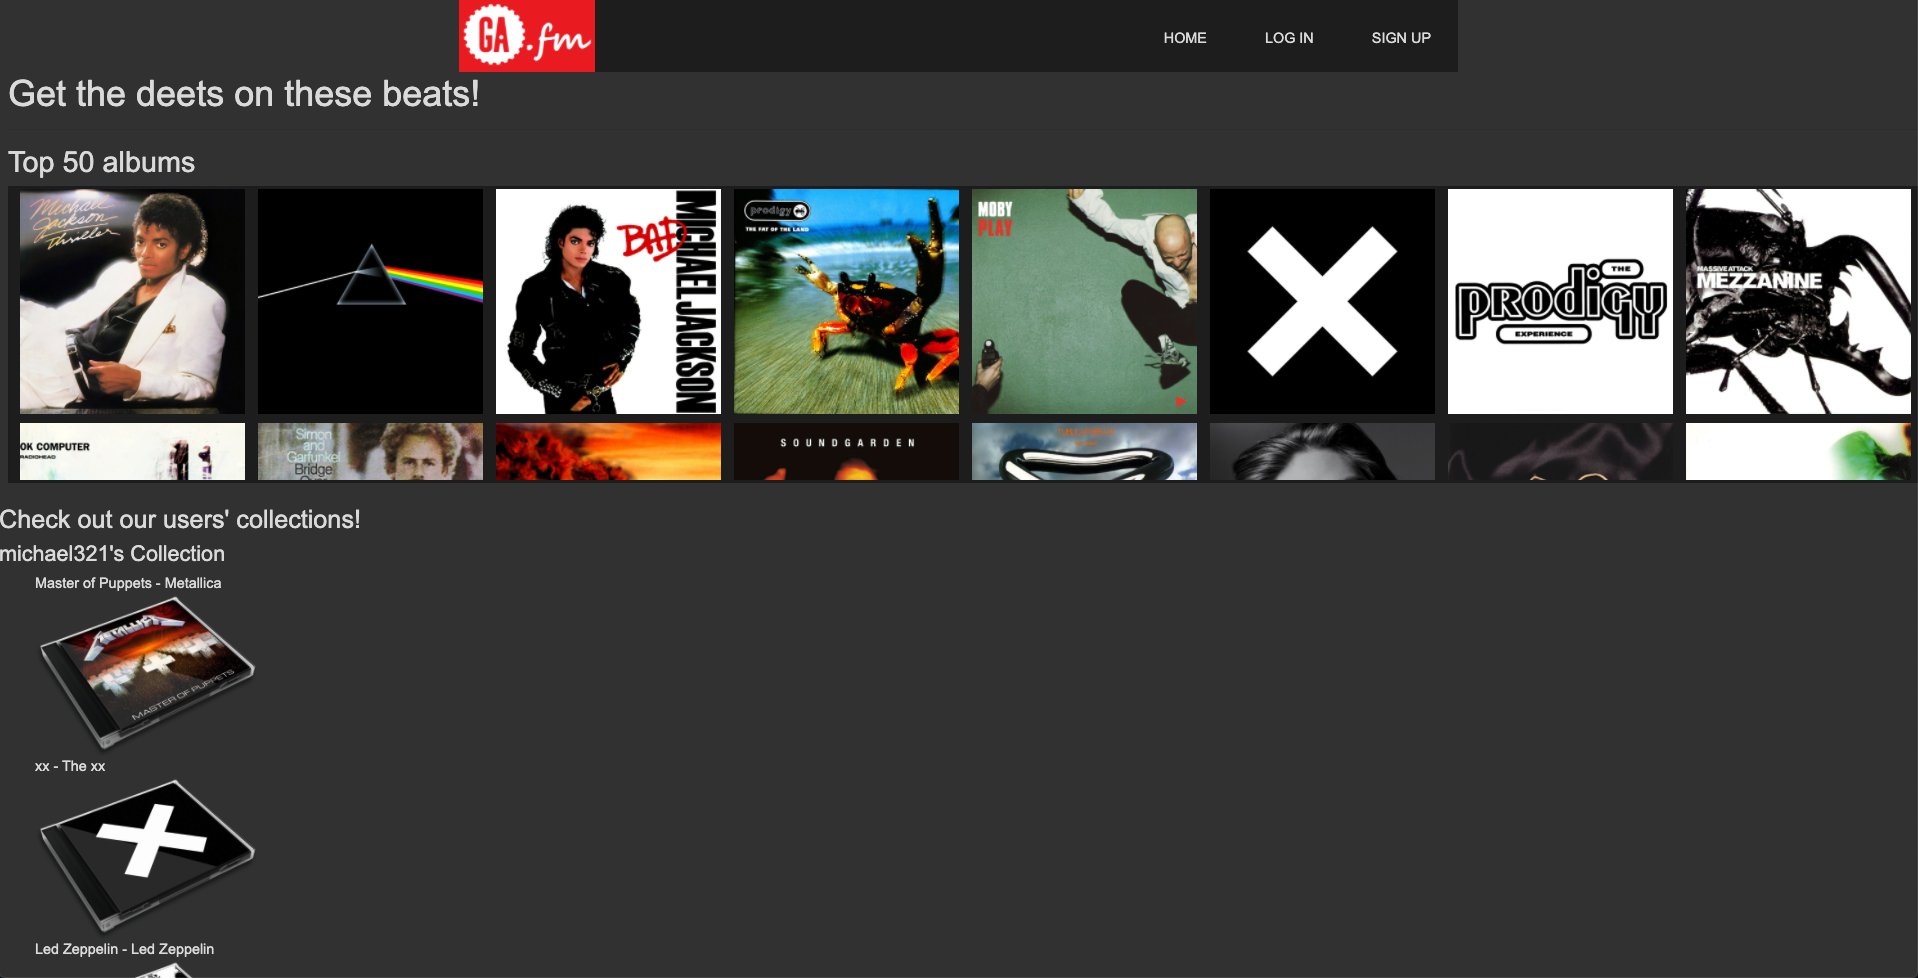 GA.fm
HOME
LOG IN
SIGN UP
Get the deets on these beats!
Top 50 albums
Michael
Jackson
Thriller
BAD
MICHAEL JACKSON
prodigy
THE FAT OF THE LAND
MOBY
PLAY
THE
prodigy
EXPERIENCE
MASSIVE ATTACK
MEZZANINE
OK COMPUTER
RADIOHEAD
Simon
and
Garfunkel
Bridge
Over
SOUNDGARDEN
Check out our users' collections!
michael321's Collection
Master of Puppets - Metallica
METALLICA
MASTER OF PUPPETS
xx - The xx
Led Zeppelin - Led Zeppelin